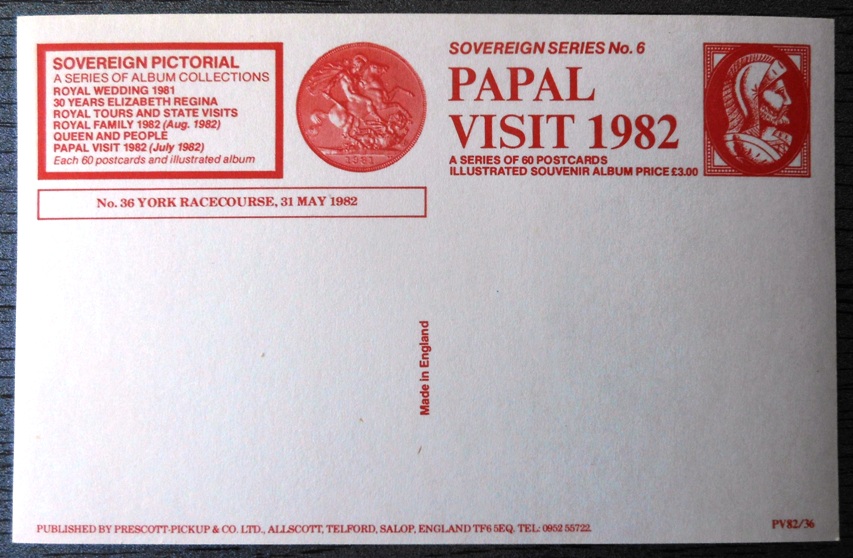 SOVEREIGN PICTORIAL
A SERIES OF ALBUM COLLECTIONS
ROYAL WEDDING 1981
30 YEARS ELIZABETH REGINA
ROYAL TOURS AND STATE VISITS
ROYAL FAMILY 1982 (Aug. 1982)
QUEEN AND PEOPLE
PAPAL VISIT 1982 (July 1982)
Each 60 postcards and illustrated album
1981
SOVEREIGN SERIES No. 6
PAPAL
VISIT 1982
A SERIES OF 60 POSTCARDS
ILLUSTRATED SOUVENIR ALBUM PRICE £3.00
No. 36 YORK RACECOURSE, 31 MAY 1982
Made in England
PUBLISHED BY PRESCOTT-PICKUP & CO. LTD., ALLSCOTT, TELFORD, SALOP, ENGLAND TF6 5EQ. TEL: 0952 55722.
PV82/36